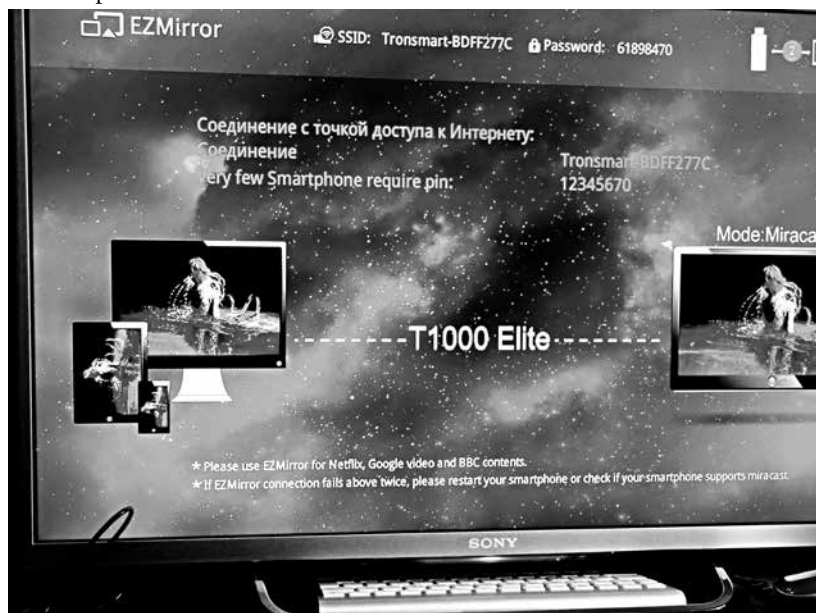 EZMirror
SSID: Tronsmart-BDFF277C Password: 61898470
2
Соединение с точкой доступа к Интернету:
Соединение Tronsmart-BDFF277C
Very few Smartphone require pin: 12345670
T1000 Elite
* Please use EZMirror for Netflix, Google video and BBC contents.
* If EZMirror connection fails above twice, please restart your smartphone or check if your smartphone supports miracast.
SONY